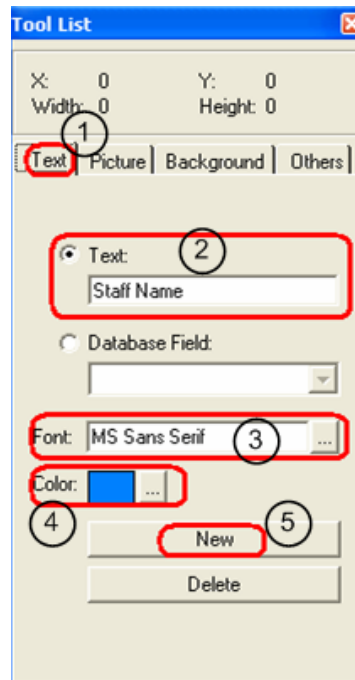 Tool List
X: 0 Y: 0
Width: 0 Height: 0
1
Text Picture Background Others
2
Text:
Staff Name
Database Field:
Font: MS Sans Serif ...
3
Color: ...
4
5
New
Delete